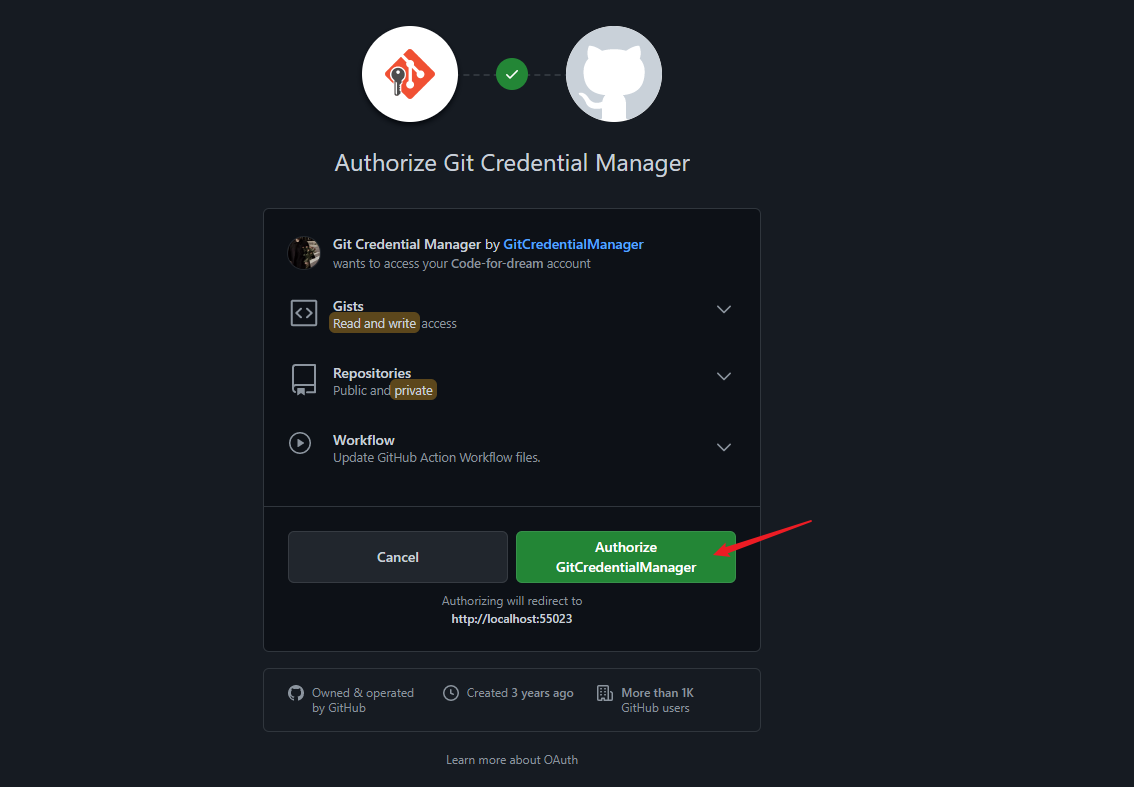 Authorize Git Credential Manager
Git Credential Manager by GitCredentialManager
wants to access your Code-for-dream account
Gists
Read and write access
Repositories
Public and private
Workflow
Update GitHub Action Workflow files.
Cancel
Authorize
GitCredentialManager
Authorizing will redirect to
http://localhost:55023
Owned & operated
by GitHub
Created 3 years ago
More than 1K
GitHub users
Learn more about OAuth